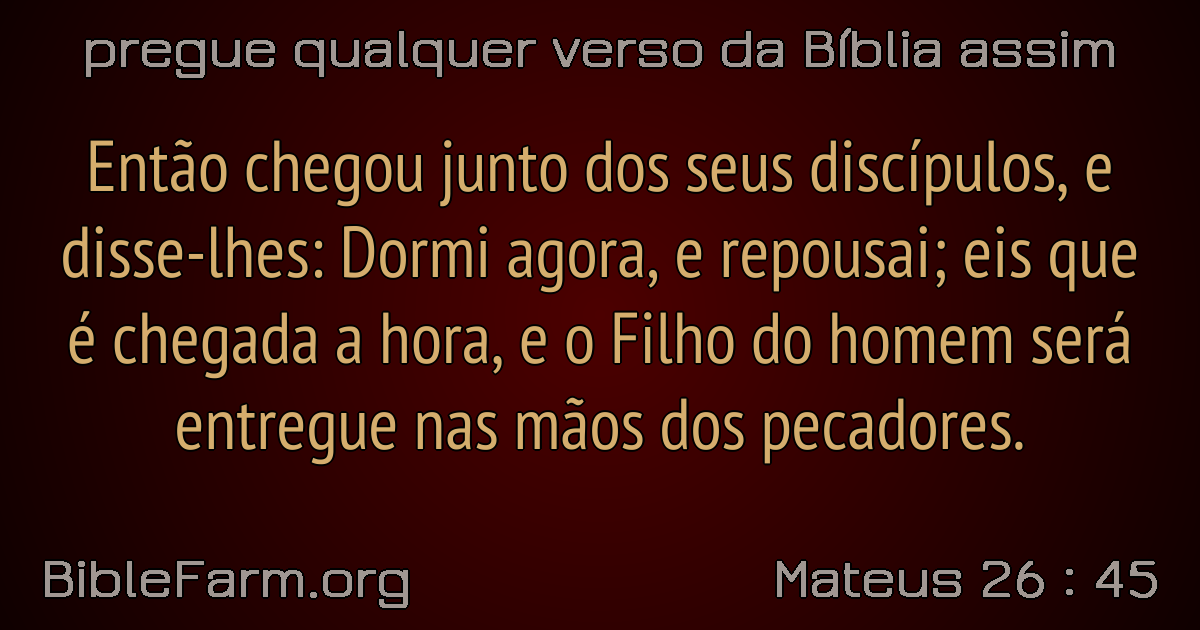 pregue qualquer verso da Bíblia assim
Então chegou junto dos seus discípulos, e
disse-lhes: Dormi agora, e repousai; eis que
é chegada a hora, e o Filho do homem será
entregue nas mãos dos pecadores.
BibleFarm.org
Mateus 26 : 45